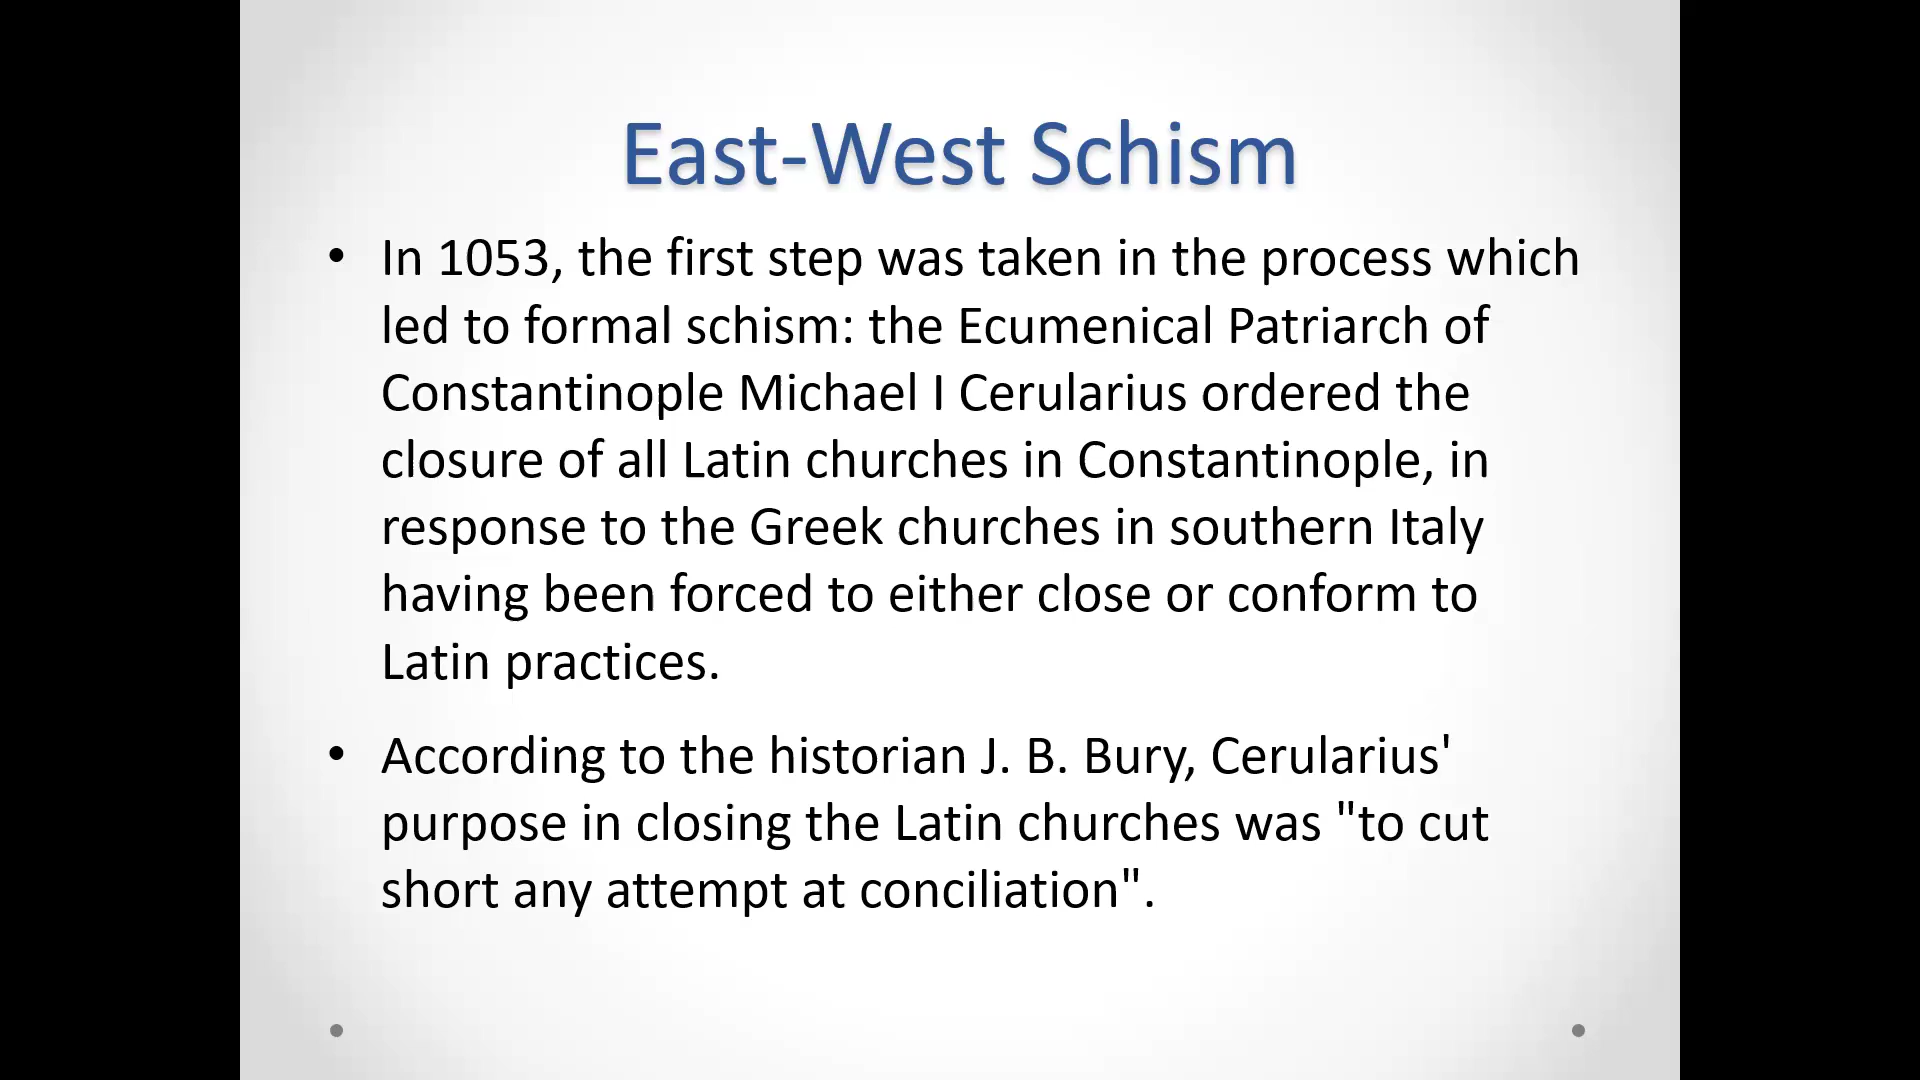 East-West Schism
• In 1053, the first step was taken in the process which
led to formal schism: the Ecumenical Patriarch of
Constantinople Michael I Cerularius ordered the
closure of all Latin churches in Constantinople, in
response to the Greek churches in southern Italy
having been forced to either close or conform to
Latin practices.
• According to the historian J. B. Bury, Cerularius'
purpose in closing the Latin churches was "to cut
short any attempt at conciliation".